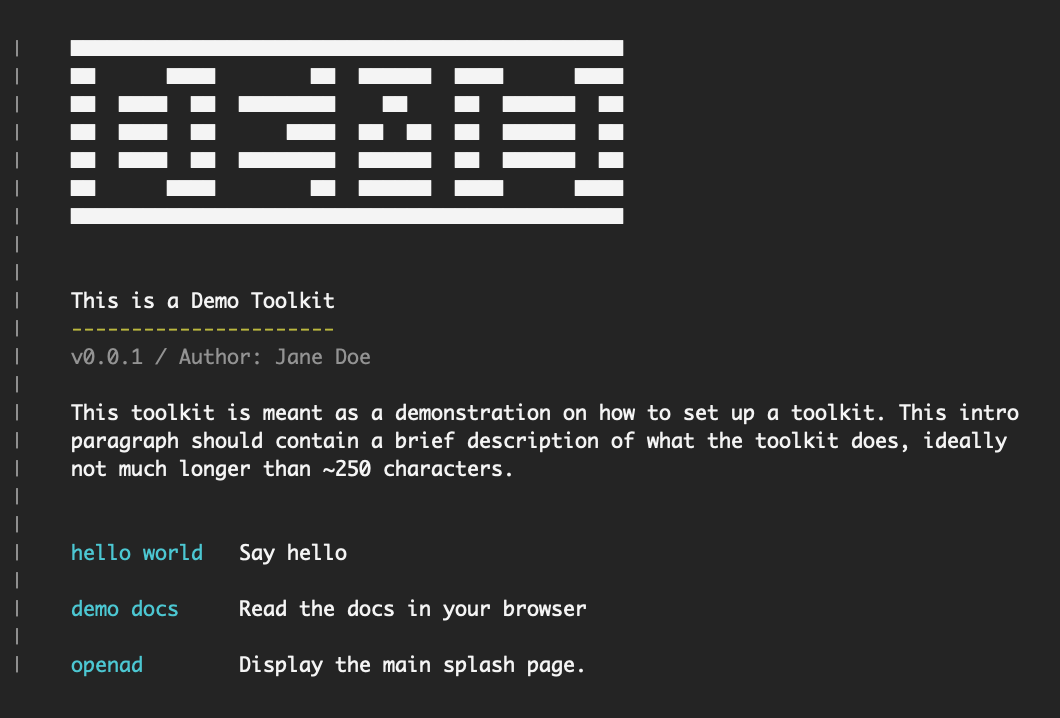 DEMO
This is a Demo Toolkit
----------------------
v0.0.1 / Author: Jane Doe
This toolkit is meant as a demonstration on how to set up a toolkit. This intro
paragraph should contain a brief description of what the toolkit does, ideally
not much longer than ~250 characters.
hello world Say hello
demo docs Read the docs in your browser
openad Display the main splash page.